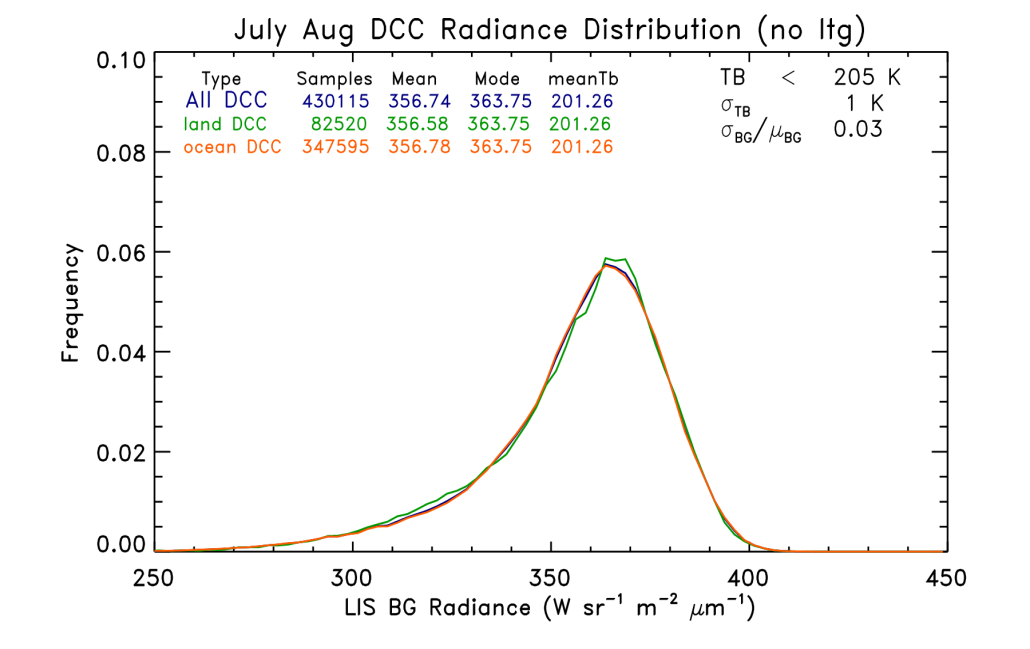 July Aug DCC Radiance Distribution (no ltg)
Type Samples Mean Mode meanTb
All DCC 430115 356.74 363.75 201.26
land DCC 82520 356.58 363.75 201.26
ocean DCC 347595 356.78 363.75 201.26
TB < 205 K
σTB 1 K
σBG/μBG 0.03
0.10
0.08
0.06
0.04
0.02
0.00
Frequency
250 300 350 400 450
LIS BG Radiance (W sr⁻¹ m⁻² μm⁻¹)